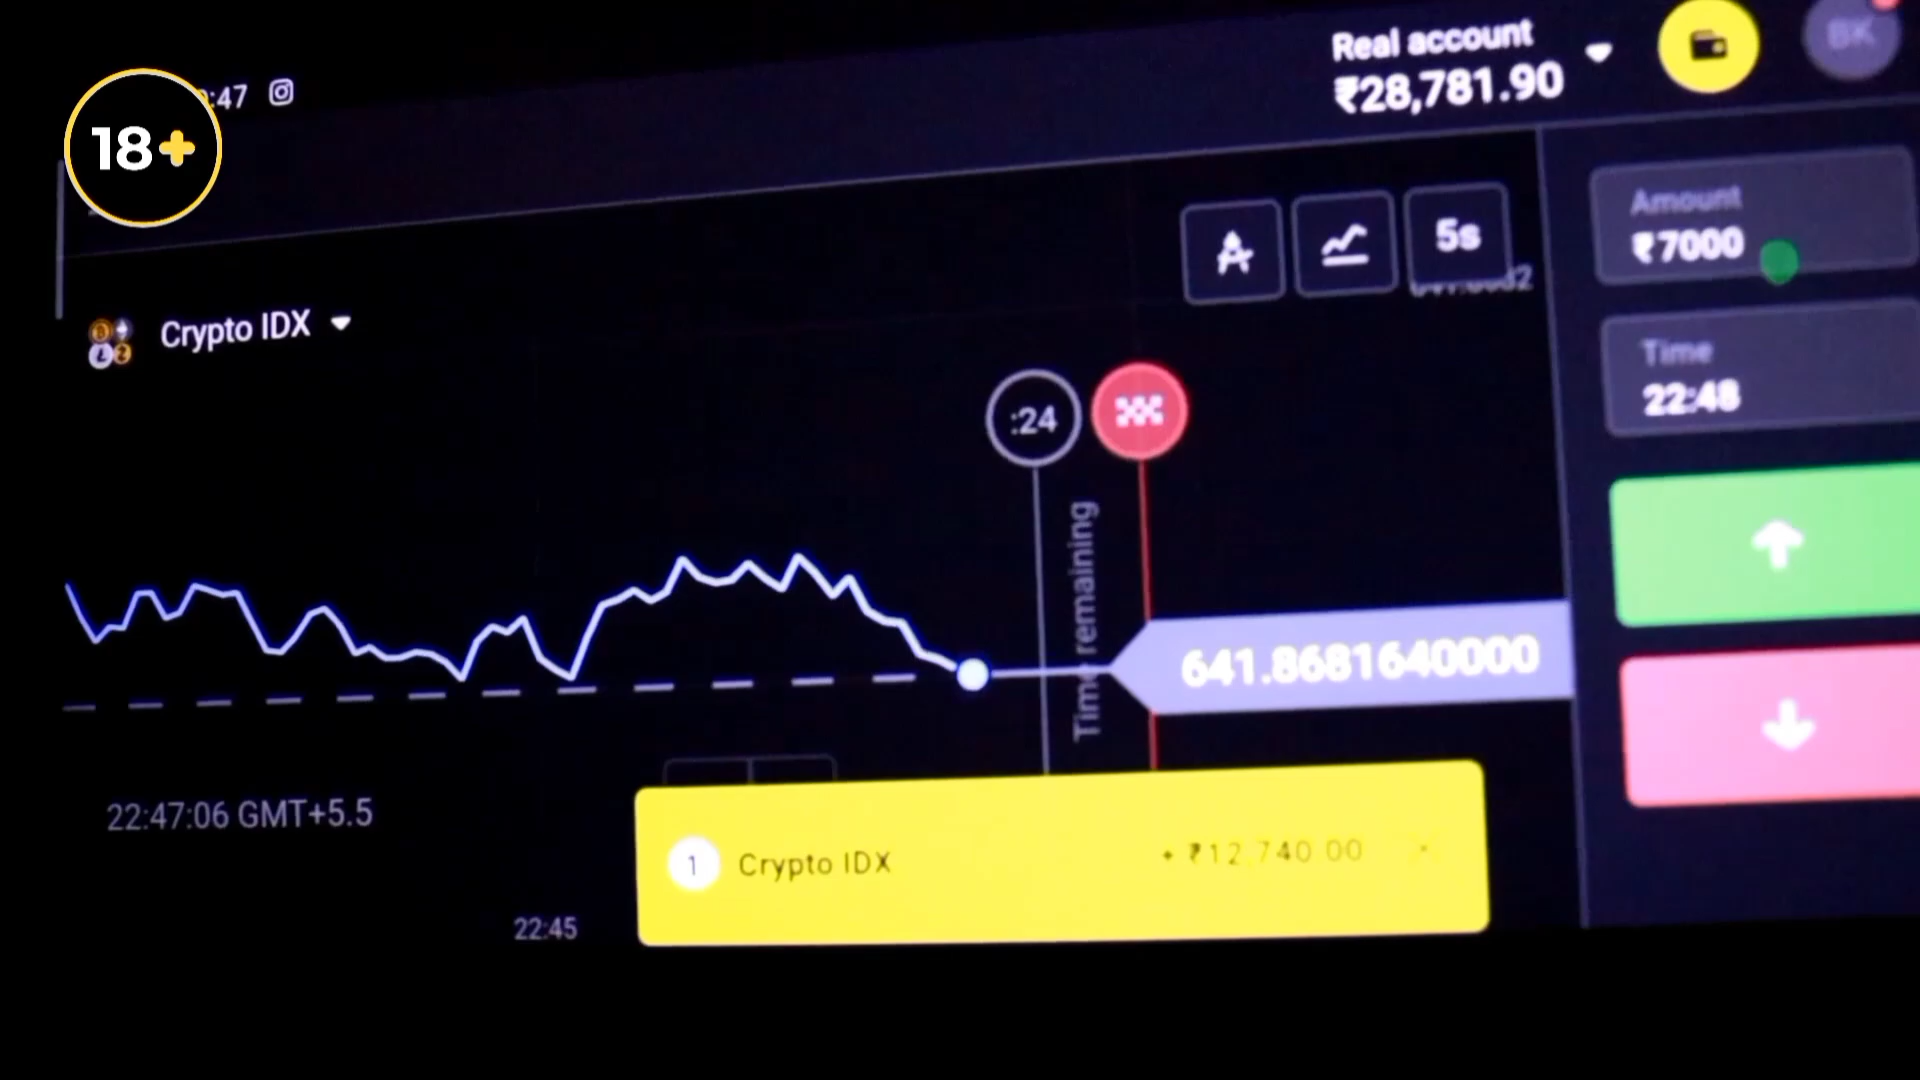 18+
:47
Real account
₹28,781.90
BK
5s
Amount
₹7000
Crypto IDX
Time
22:48
:24
Time remaining
641.8681640000
22:47:06 GMT+5.5
1 Crypto IDX + ₹12,740.00
22:45